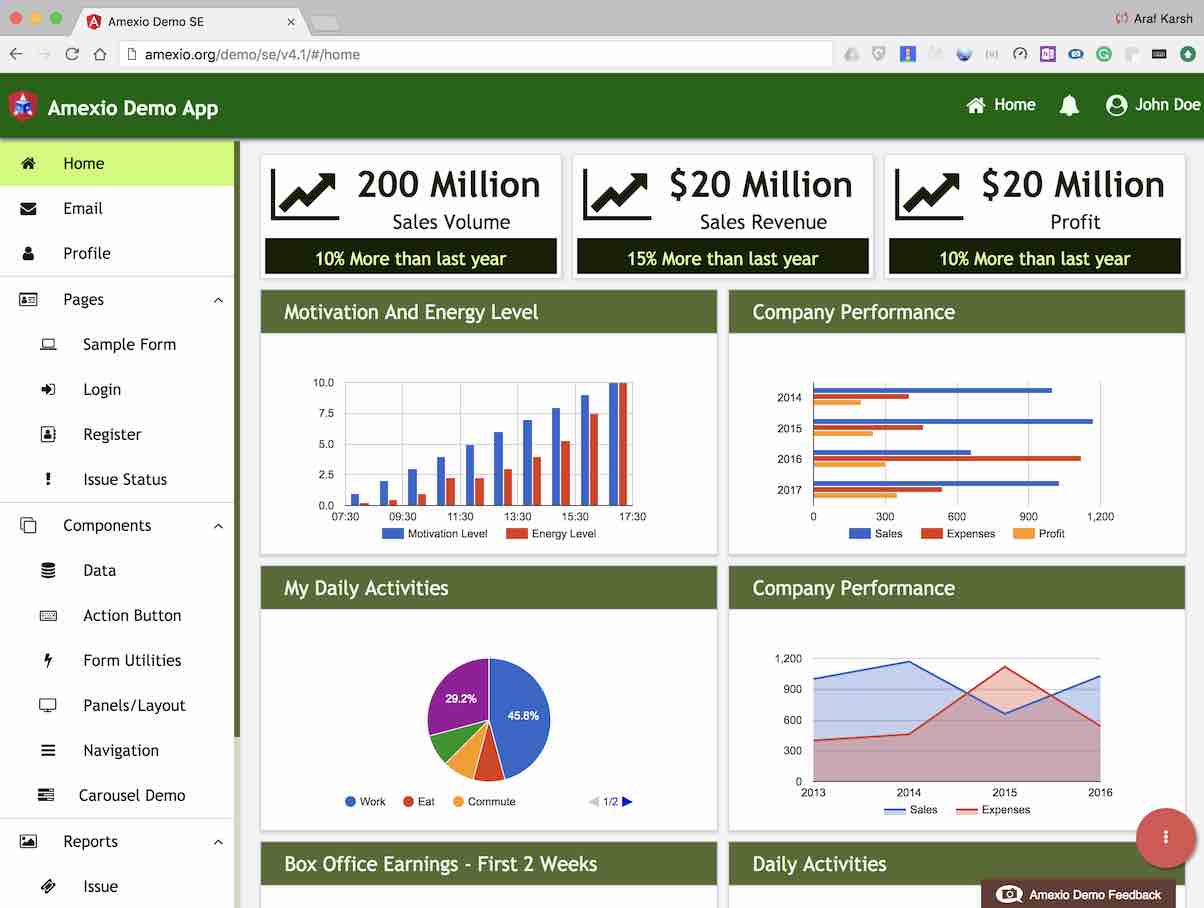 Amexio Demo SE
Araf Karsh
amexio.org/demo/se/v4.1/#/home
Amexio Demo App
Home
John Doe
Home
Email
Profile
Pages
Sample Form
Login
Register
Issue Status
Components
Data
Action Button
Form Utilities
Panels/Layout
Navigation
Carousel Demo
Reports
Issue
200 Million
Sales Volume
10% More than last year
$20 Million
Sales Revenue
15% More than last year
$20 Million
Profit
10% More than last year
Motivation And Energy Level
10.0
7.5
5.0
2.5
0.0
07:30 09:30 11:30 13:30 15:30 17:30
Motivation Level Energy Level
Company Performance
2014
2015
2016
2017
0 300 600 900 1,200
Sales Expenses Profit
My Daily Activities
29.2%
45.8%
Work Eat Commute 1/2
Company Performance
1,200
900
600
300
0
2013 2014 2015 2016
Sales Expenses
Box Office Earnings - First 2 Weeks
Daily Activities
Amexio Demo Feedback